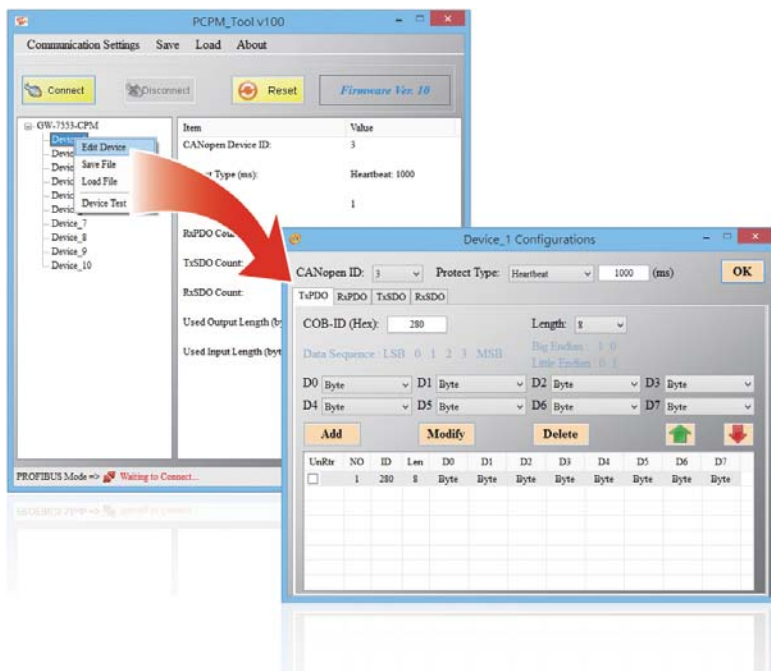 PCPM_Tool v100
Communication Settings Save Load About
Connect Disconnect Reset Firmware Ver. 10
GW-7553-CPM
Device_7
Device_8
Device_9
Device_10
Edit Device
Save File
Load File
Device Test
Item Value
CANopen Device ID: 3
Type (ms): Heartbeat: 1000
1
RxPDO
TxSDO Count:
RxSDO Count:
Used Output Length
Used Input Length
PROFIBUS Mode => Waiting to Connect...
Device_1 Configurations
CANopen ID: 3 Protect Type: Heartbeat 1000 (ms) OK
TxPDO RxPDO TxSDO RxSDO
COB-ID (Hex): 280 Length: 8
Data Sequence : LSB 0 1 2 3 MSB
Big Endian : 1 0
Little Endian : 0 1
D0 Byte D1 Byte D2 Byte D3 Byte
D4 Byte D5 Byte D6 Byte D7 Byte
Add Modify Delete
UnRtr NO ID Len D0 D1 D2 D3 D4 D5 D6 D7
1 280 8 Byte Byte Byte Byte Byte Byte Byte Byte